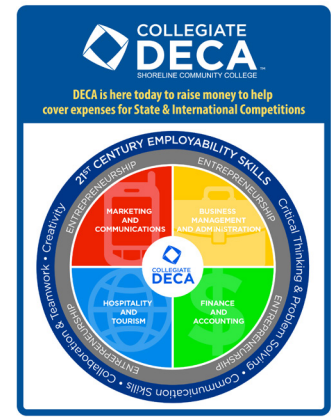 COLLEGIATE
DECA™
SHORELINE COMMUNITY COLLEGE
DECA is here today to raise money to help
cover expenses for State & International Competitions
21ST CENTURY EMPLOYABILITY SKILLS
Critical Thinking & Problem Solving • Communication Skills • Collaboration & Teamwork • Creativity
ENTREPRENEURSHIP
ENTREPRENEURSHIP
ENTREPRENEURSHIP
ENTREPRENEURSHIP
MARKETING
AND
COMMUNICATIONS
BUSINESS
MANAGEMENT
AND ADMINISTRATION
COLLEGIATE
DECA
HOSPITALITY
AND
TOURISM
FINANCE
AND
ACCOUNTING